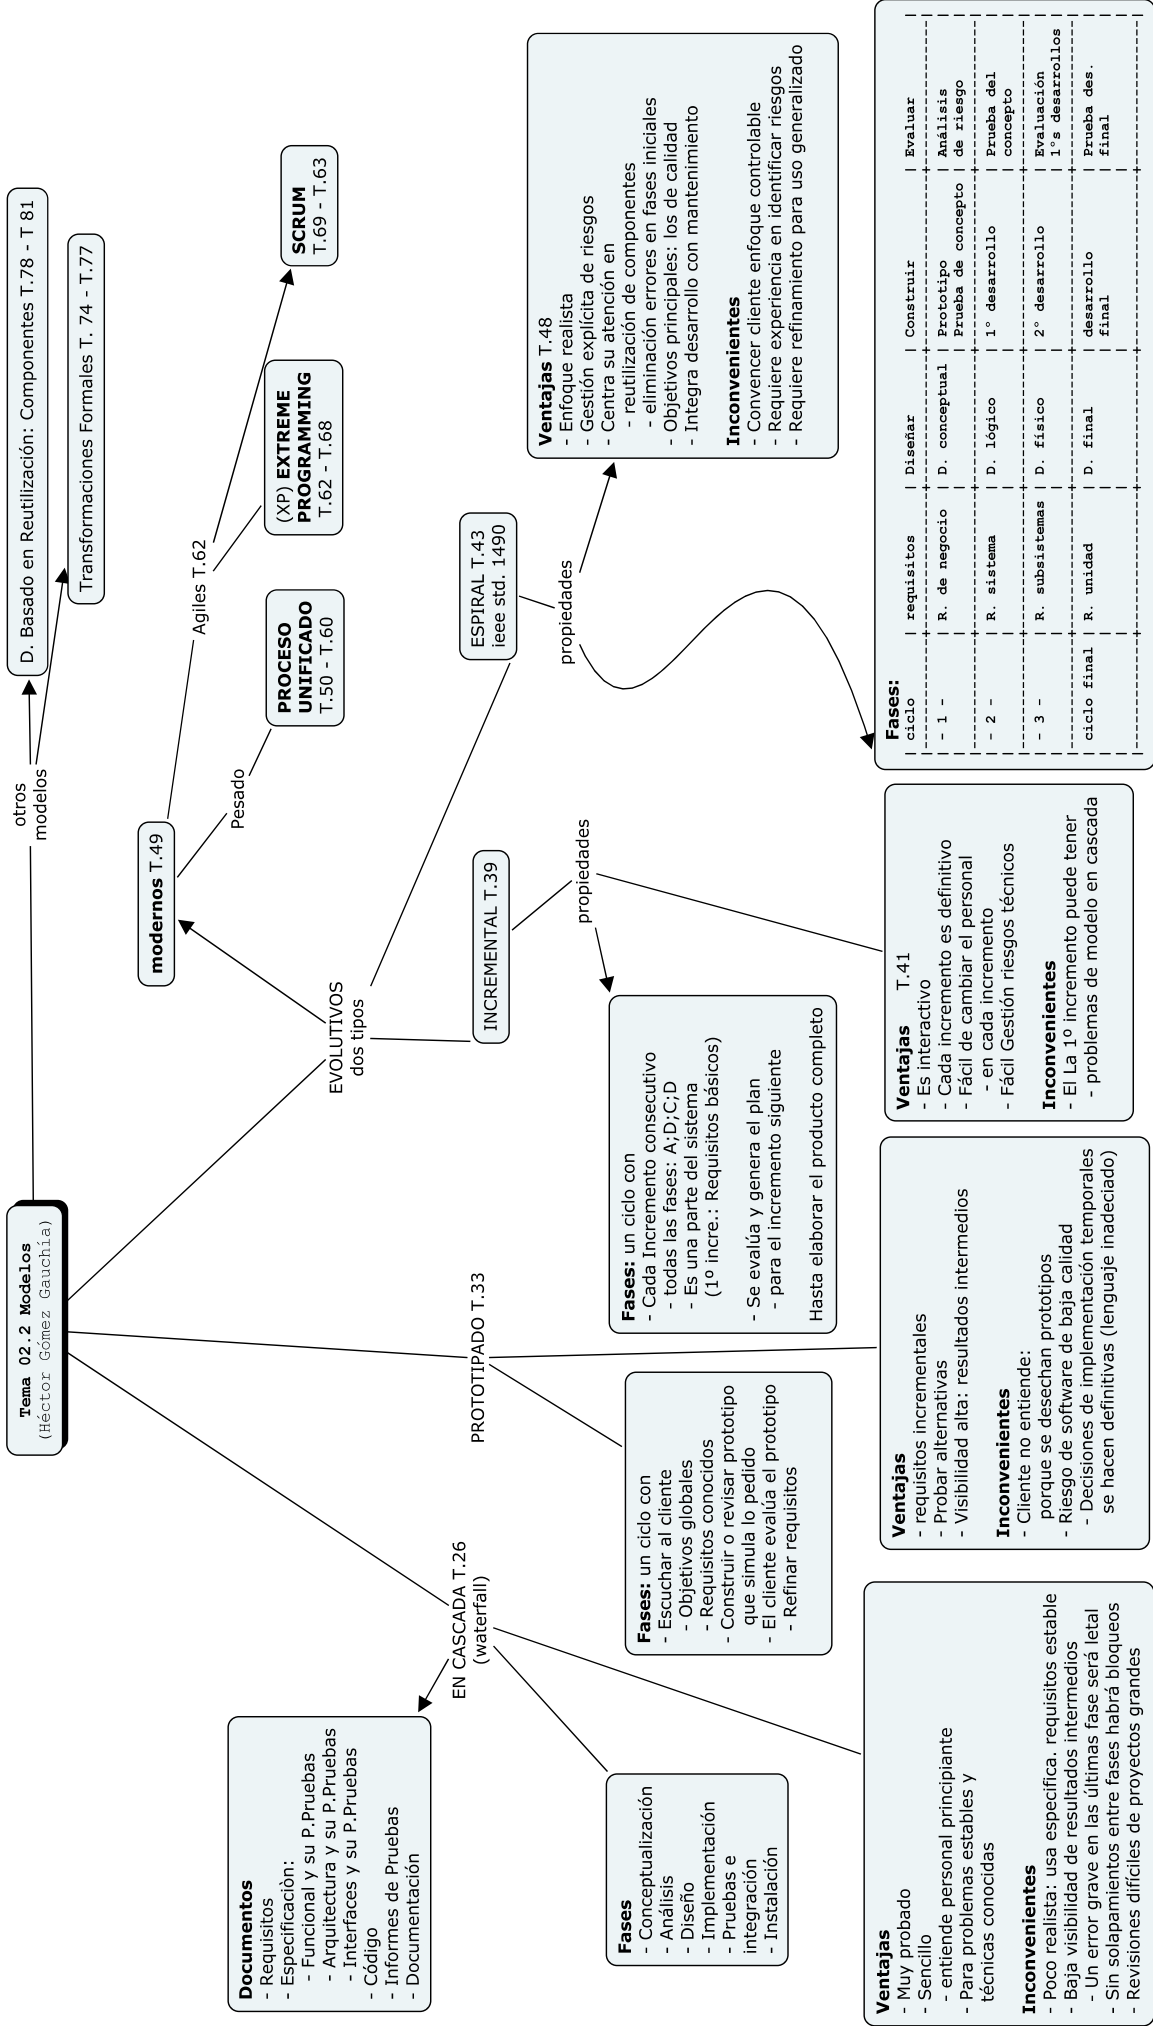 Tema 02.2 Modelos
(Héctor Gómez Gauchía)
otros
modelos
D. Basado en Reutilización: Componentes T.78 - T 81
Transformaciones Formales T. 74 - T.77
modernos T.49
Agiles T.62
Pesado
SCRUM
T.69 - T.63
(XP) EXTREME
PROGRAMMING
T.62 - T.68
PROCESO
UNIFICADO
T.50 - T.60
EVOLUTIVOS
dos tipos
EN CASCADA T.26
(waterfall)
Documentos
- Requisitos
- Especificaciòn:
- Funcional y su P.Pruebas
- Arquitectura y su P.Pruebas
- Interfaces y su P.Pruebas
- Código
- Informes de Pruebas
- Documentación
Fases
- Conceptualización
- Análisis
- Diseño
- Implementación
- Pruebas e
integración
- Instalación
Ventajas
- Muy probado
- Sencillo
- entiende personal principiante
- Para problemas estables y
técnicas conocidas
Inconvenientes
- Poco realista: usa especifica. requisitos estable
- Baja visibilidad de resultados intermedios
- Un error grave en las últimas fase será letal
- Sin solapamientos entre fases habrá bloqueos
- Revisiones difíciles de proyectos grandes
PROTOTIPADO T.33
Fases: un ciclo con
- Escuchar al cliente
- Objetivos globales
- Requisitos conocidos
- Construir o revisar prototipo
que simula lo pedido
- El cliente evalúa el prototipo
- Refinar requisitos
Ventajas
- requisitos incrementales
- Probar alternativas
- Visibilidad alta: resultados intermedios
Inconvenientes
- Cliente no entiende:
porque se desechan prototipos
- Riesgo de software de baja calidad
- Decisiones de implementación temporales
se hacen definitivas (lenguaje inadeciado)
INCREMENTAL T.39
propiedades
Fases: un ciclo con
- Cada Incremento consecutivo
- todas las fases: A;D;C;D
- Es una parte del sistema
(1º incre.: Requisitos básicos)
- Se evalúa y genera el plan
- para el incremento siguiente
Hasta elaborar el producto completo
Ventajas T.41
- Es interactivo
- Cada incremento es definitivo
- Fácil de cambiar el personal
- en cada incremento
- Fácil Gestión riesgos técnicos
Inconvenientes
- El La 1º incremento puede tener
- problemas de modelo en cascada
ESPIRAL T.43
ieee std. 1490
propiedades
Ventajas T.48
- Enfoque realista
- Gestión explícita de riesgos
- Centra su atención en
- reutilización de componentes
- eliminación errores en fases iniciales
- Objetivos principales: los de calidad
- Integra desarrollo con mantenimiento
Inconvenientes
- Convencer cliente enfoque controlable
- Requiere experiencia en identificar riesgos
- Requiere refinamiento para uso generalizado
Fases:
ciclo | requisitos | Diseñar | Construir | Evaluar |
- 1 - | R. de negocio | D. conceptual | Prototipo | Análisis |
Prueba de concepto | de riesgo |
- 2 - | R. sistema | D. lógico | 1º desarrollo | Prueba del |
concepto |
- 3 - | R. subsistemas | D. físico | 2º desarrollo | Evaluación |
1ºs desarrollos |
ciclo final | R. unidad | D. final | desarrollo | Prueba des. |
final | final |